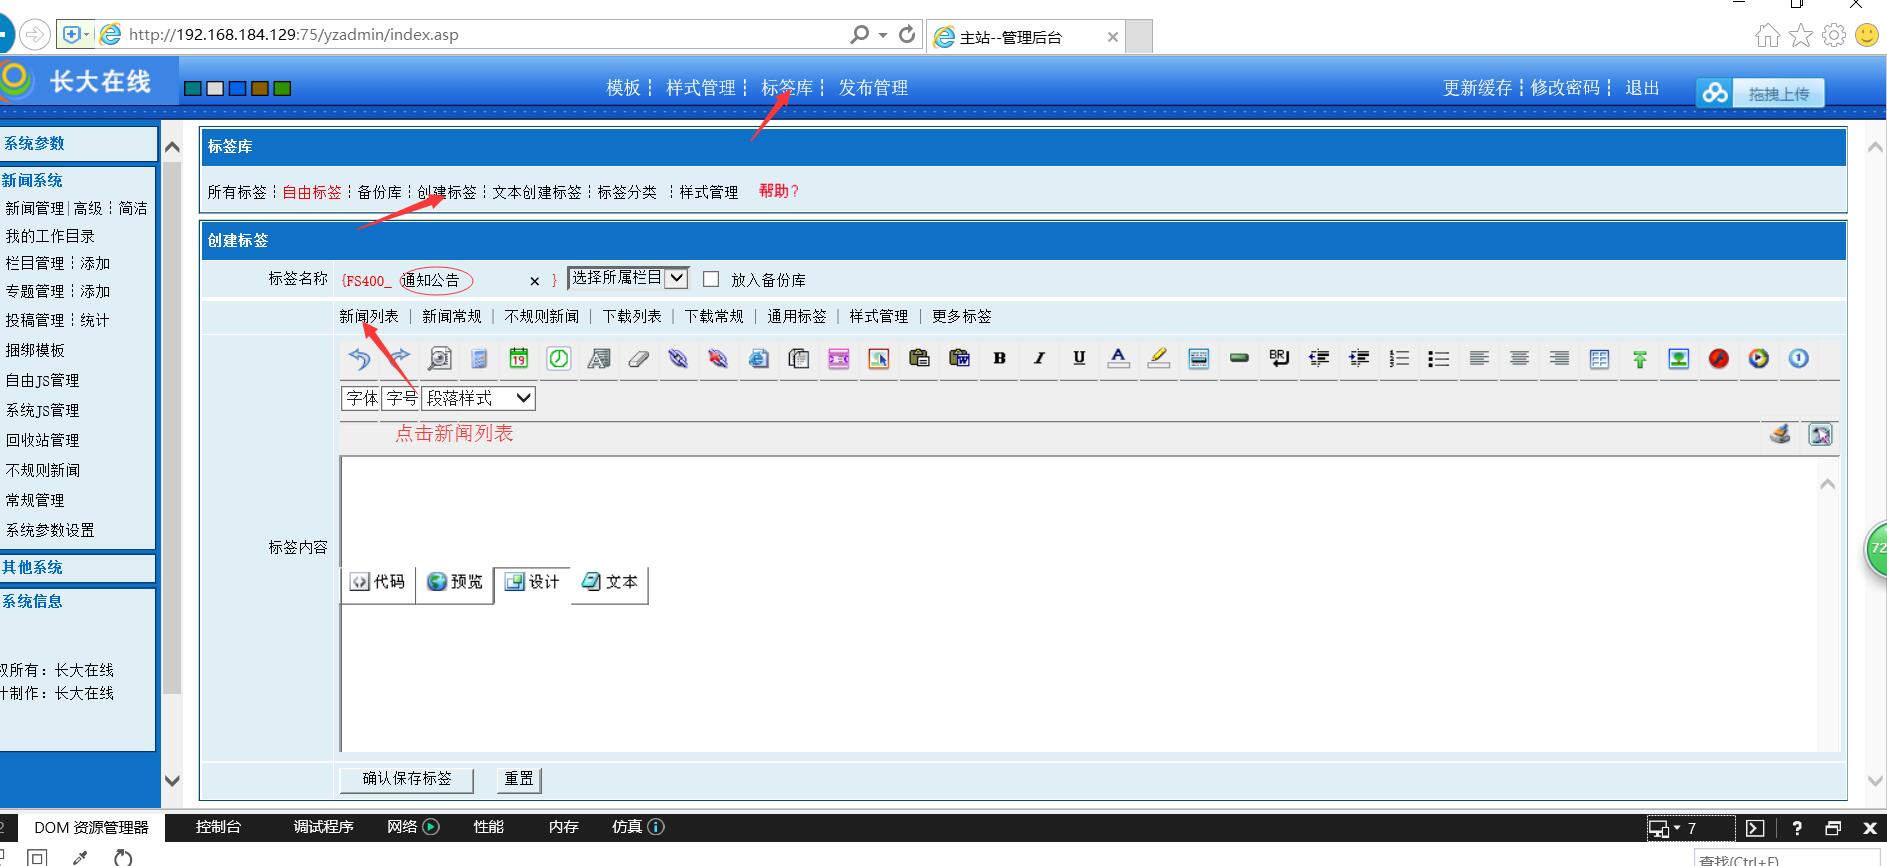 http://192.168.184.129:75/yzadmin/index.asp
主站--管理后台
长大在线
模板┆ 样式管理┆ 标签库┆ 发布管理
更新缓存┆修改密码┆ 退出
拖拽上传
系统参数
新闻系统
新闻管理|高级┆简洁
我的工作目录
栏目管理┆添加
专题管理┆添加
投稿管理┆统计
捆绑模板
自由JS管理
系统JS管理
回收站管理
不规则新闻
常规管理
系统参数设置
其他系统
系统信息
权所有：长大在线
计制作：长大在线
标签库
所有标签┆自由标签┆备份库┆创建标签┆文本创建标签┆标签分类 ┆样式管理 帮助?
创建标签
标签名称 {FS400_ 通知公告 × } 选择所属栏目 放入备份库
新闻列表 | 新闻常规 | 不规则新闻 | 下载列表 | 下载常规 | 通用标签 | 样式管理 | 更多标签
19 B I U A BR 1
字体 字号 段落样式
点击新闻列表
标签内容
代码 预览 设计 文本
确认保存标签 重置
72
2 DOM 资源管理器 控制台 调试程序 网络 性能 内存 仿真 7 ?
查找(Ctrl+F)